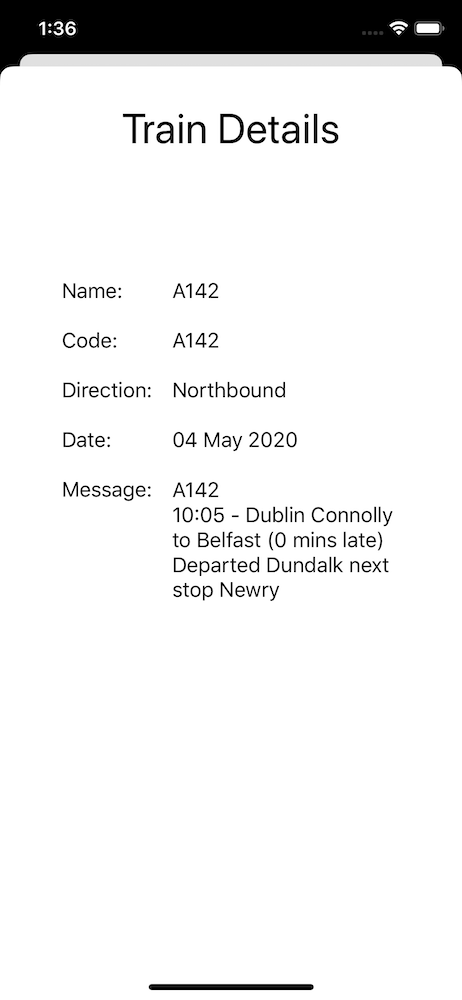 1:36
Train Details
Name: A142
Code: A142
Direction: Northbound
Date: 04 May 2020
Message: A142
10:05 - Dublin Connolly
to Belfast (0 mins late)
Departed Dundalk next
stop Newry